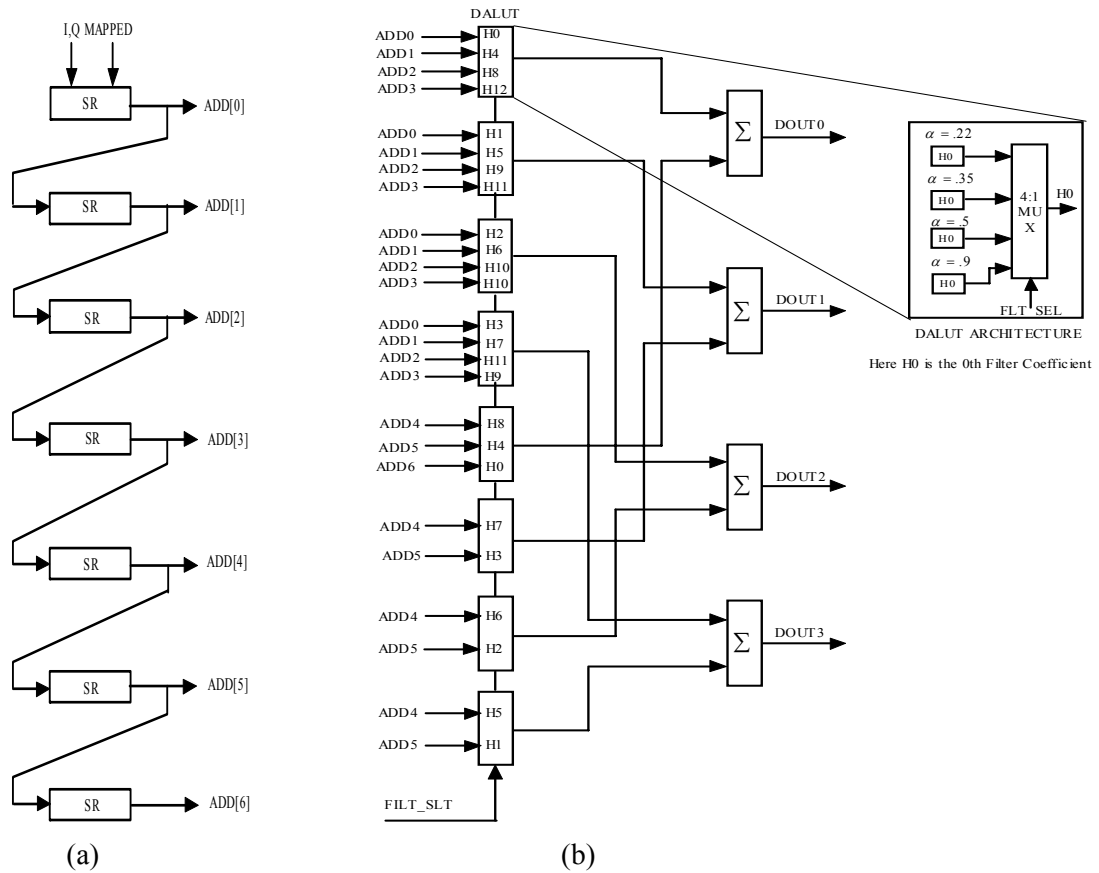 I,Q MAPPED
SR
ADD[0]
SR
ADD[1]
SR
ADD[2]
SR
ADD[3]
SR
ADD[4]
SR
ADD[5]
SR
ADD[6]
(a)
DALUT
ADD0 H0
ADD1 H4
ADD2 H8
ADD3 H12
ADD0 H1
ADD1 H5
ADD2 H9
ADD3 H11
ADD0 H2
ADD1 H6
ADD2 H10
ADD3 H10
ADD0 H3
ADD1 H7
ADD2 H11
ADD3 H9
ADD4 H8
ADD5 H4
ADD6 H0
ADD4 H7
ADD5 H3
ADD4 H6
ADD5 H2
ADD4 H5
ADD5 H1
FILT_SLT
Σ
DOUT0
Σ
DOUT1
Σ
DOUT2
Σ
DOUT3
α = .22
H0
α = .35
H0
α = .5
H0
α = .9
H0
4:1
MU
X
H0
FLT SEL
DALUT ARCHITECTURE
Here H0 is the 0th Filter Coefficient
(b)